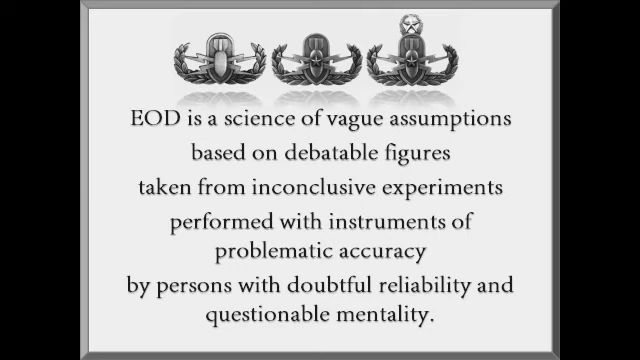 EOD is a science of vague assumptions
based on debatable figures
taken from inconclusive experiments
performed with instruments of
problematic accuracy
by persons with doubtful reliability and
questionable mentality.